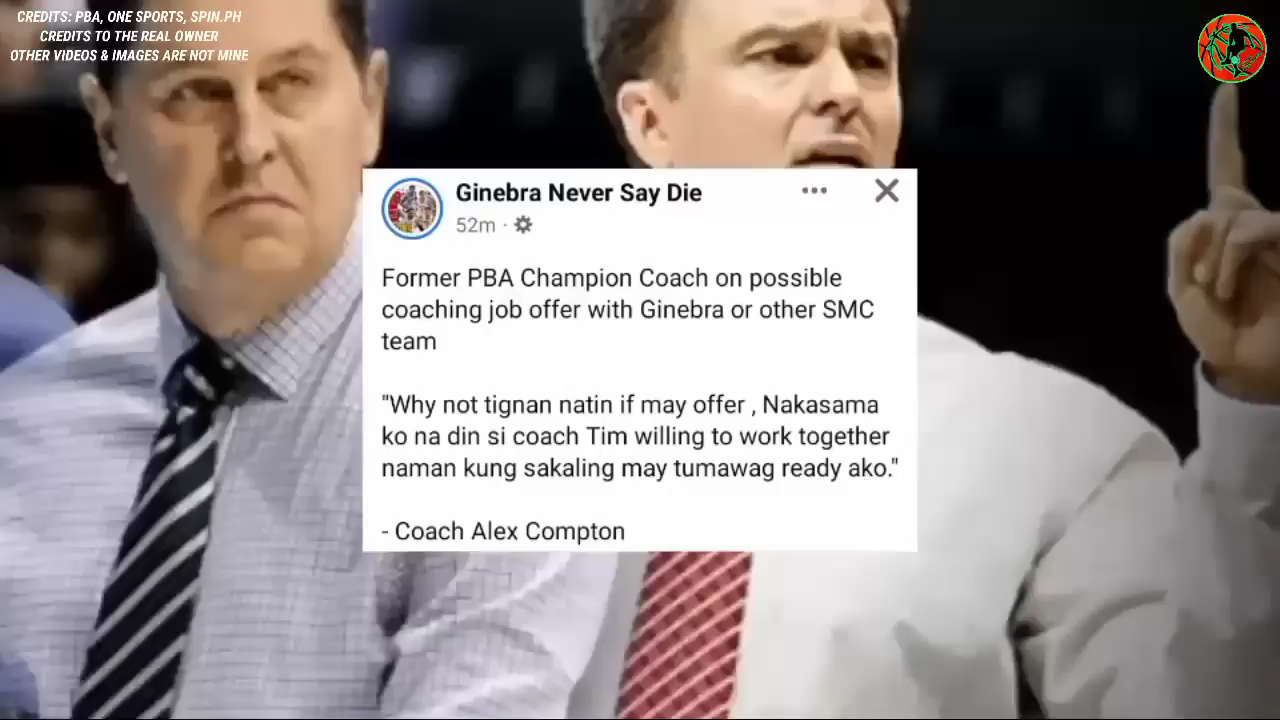 CREDITS: PBA, ONE SPORTS, SPIN.PH
CREDITS TO THE REAL OWNER
OTHER VIDEOS & IMAGES ARE NOT MINE
Ginebra Never Say Die
52m ·
Former PBA Champion Coach on possible
coaching job offer with Ginebra or other SMC
team
"Why not tignan natin if may offer , Nakasama
ko na din si coach Tim willing to work together
naman kung sakaling may tumawag ready ako."
- Coach Alex Compton